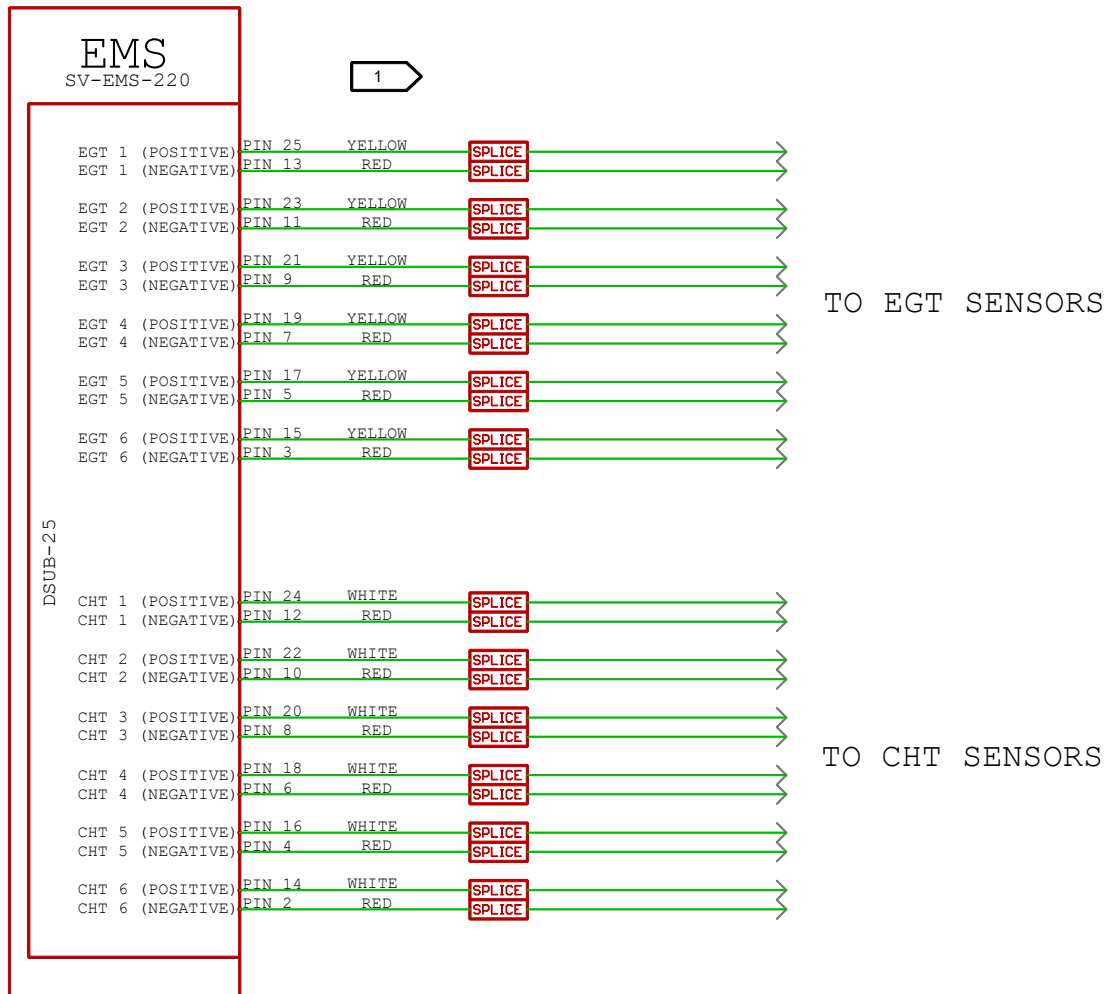 EMS
SV-EMS-220
1
EGT 1 (POSITIVE) PIN 25 YELLOW SPLICE
EGT 1 (NEGATIVE) PIN 13 RED SPLICE
EGT 2 (POSITIVE) PIN 23 YELLOW SPLICE
EGT 2 (NEGATIVE) PIN 11 RED SPLICE
EGT 3 (POSITIVE) PIN 21 YELLOW SPLICE
EGT 3 (NEGATIVE) PIN 9 RED SPLICE
TO EGT SENSORS
EGT 4 (POSITIVE) PIN 19 YELLOW SPLICE
EGT 4 (NEGATIVE) PIN 7 RED SPLICE
EGT 5 (POSITIVE) PIN 17 YELLOW SPLICE
EGT 5 (NEGATIVE) PIN 5 RED SPLICE
EGT 6 (POSITIVE) PIN 15 YELLOW SPLICE
EGT 6 (NEGATIVE) PIN 3 RED SPLICE
DSUB-25
CHT 1 (POSITIVE) PIN 24 WHITE SPLICE
CHT 1 (NEGATIVE) PIN 12 RED SPLICE
CHT 2 (POSITIVE) PIN 22 WHITE SPLICE
CHT 2 (NEGATIVE) PIN 10 RED SPLICE
CHT 3 (POSITIVE) PIN 20 WHITE SPLICE
CHT 3 (NEGATIVE) PIN 8 RED SPLICE
TO CHT SENSORS
CHT 4 (POSITIVE) PIN 18 WHITE SPLICE
CHT 4 (NEGATIVE) PIN 6 RED SPLICE
CHT 5 (POSITIVE) PIN 16 WHITE SPLICE
CHT 5 (NEGATIVE) PIN 4 RED SPLICE
CHT 6 (POSITIVE) PIN 14 WHITE SPLICE
CHT 6 (NEGATIVE) PIN 2 RED SPLICE